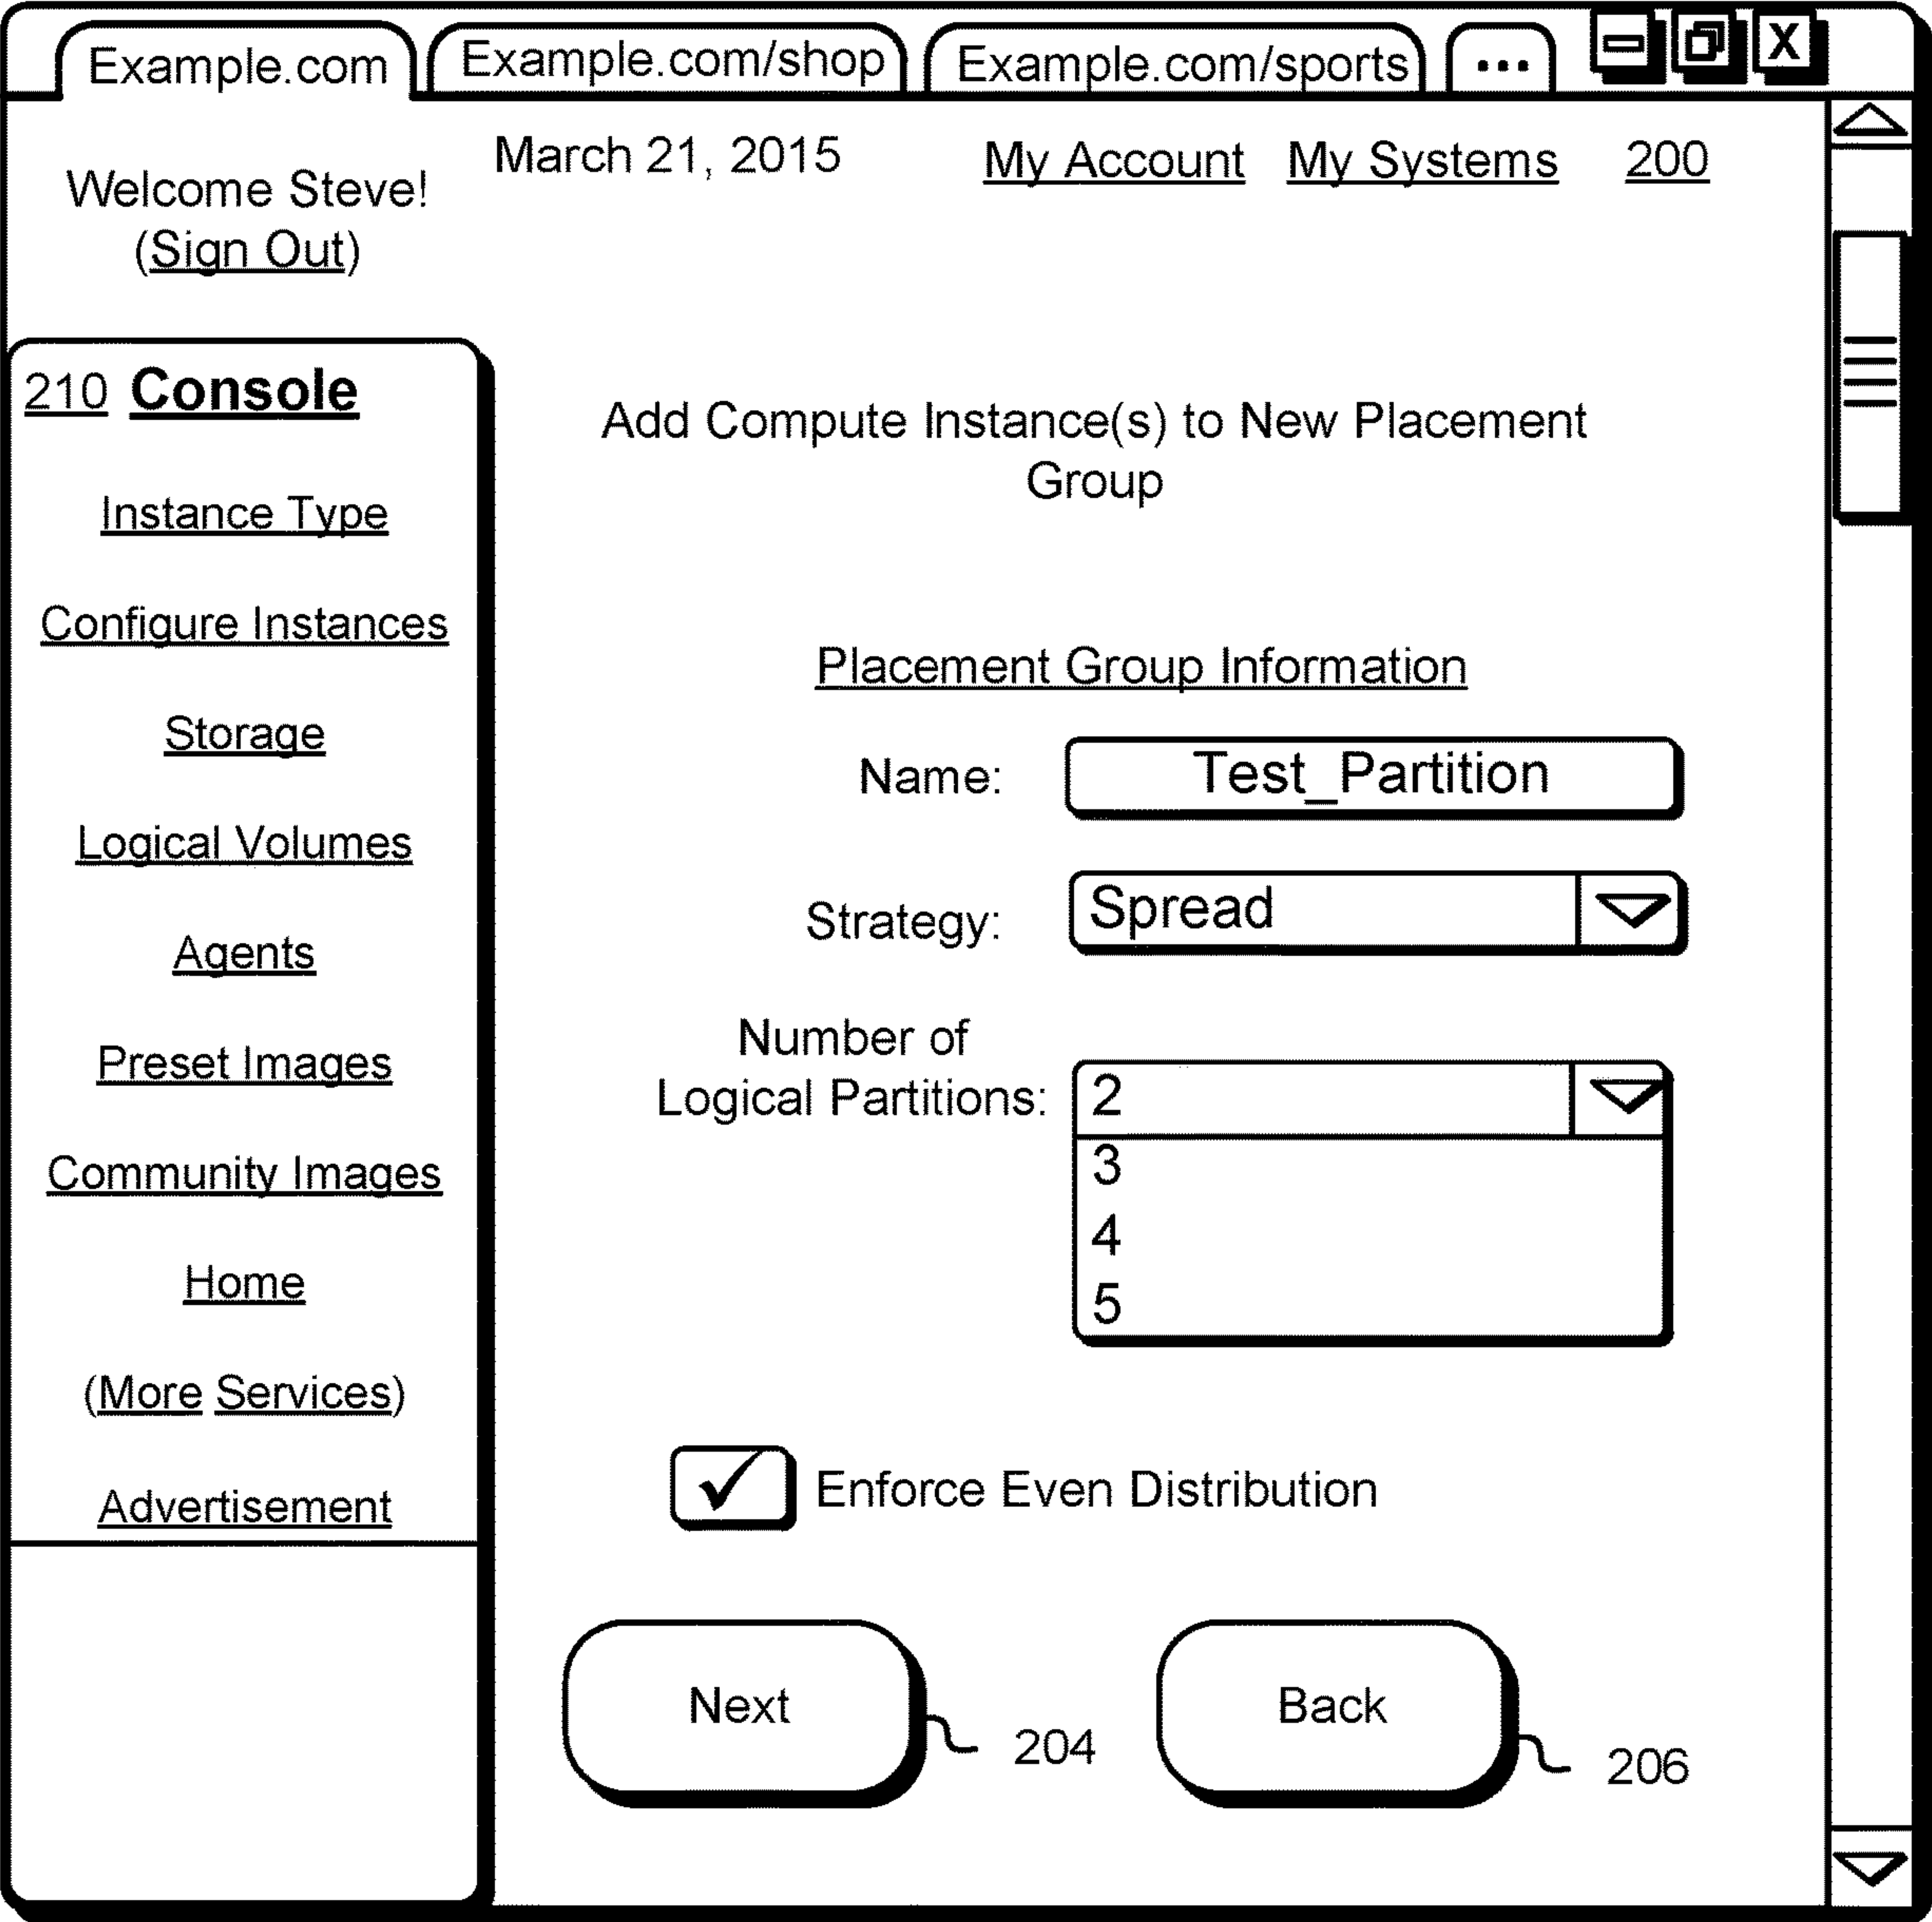 Example.com
Example.com/shop
Example.com/sports
...
X
Welcome Steve!
(Sign Out)
March 21, 2015
My Account
My Systems
200
210 Console
Instance Type
Configure Instances
Storage
Logical Volumes
Agents
Preset Images
Community Images
Home
(More Services)
Advertisement
Add Compute Instance(s) to New Placement
Group
Placement Group Information
Name:
Test_Partition
Strategy:
Spread
Number of
Logical Partitions:
2
3
4
5
Enforce Even Distribution
Next
204
Back
206